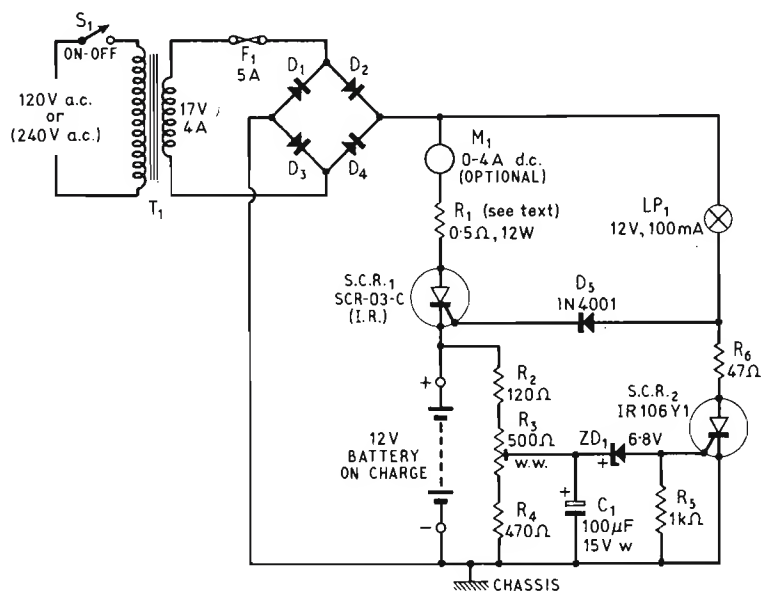 S1
ON-OFF
120V a.c.
or
(240V a.c.)
T1
17V
4A
F1
5A
D1
D2
D3
D4
M1
0-4A d.c.
(OPTIONAL)
R1 (see text)
0·5Ω, 12W
LP1
12V, 100mA
S.C.R.1
SCR-03-C
(I.R.)
D5
IN4001
R6
47Ω
S.C.R.2
IR106Y1
+
12V
BATTERY
ON CHARGE
-
R2
120Ω
R3
500Ω
w.w.
R4
470Ω
ZD1
6·8V
+
+
C1
100μF
15V w
R5
1kΩ
CHASSIS